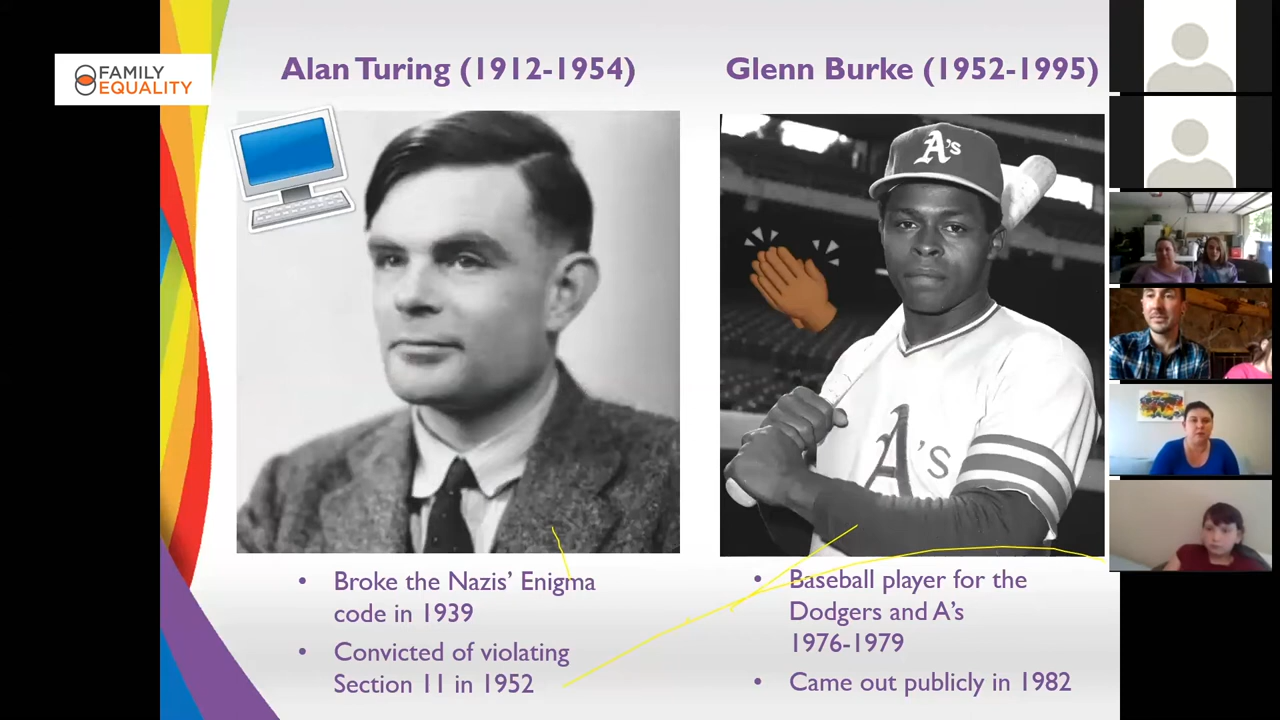 FAMILY
EQUALITY
Alan Turing (1912-1954)
Glenn Burke (1952-1995)
A's
A's
• Broke the Nazis’ Enigma
code in 1939
• Convicted of violating
Section 11 in 1952
• Baseball player for the
Dodgers and A’s
1976-1979
• Came out publicly in 1982